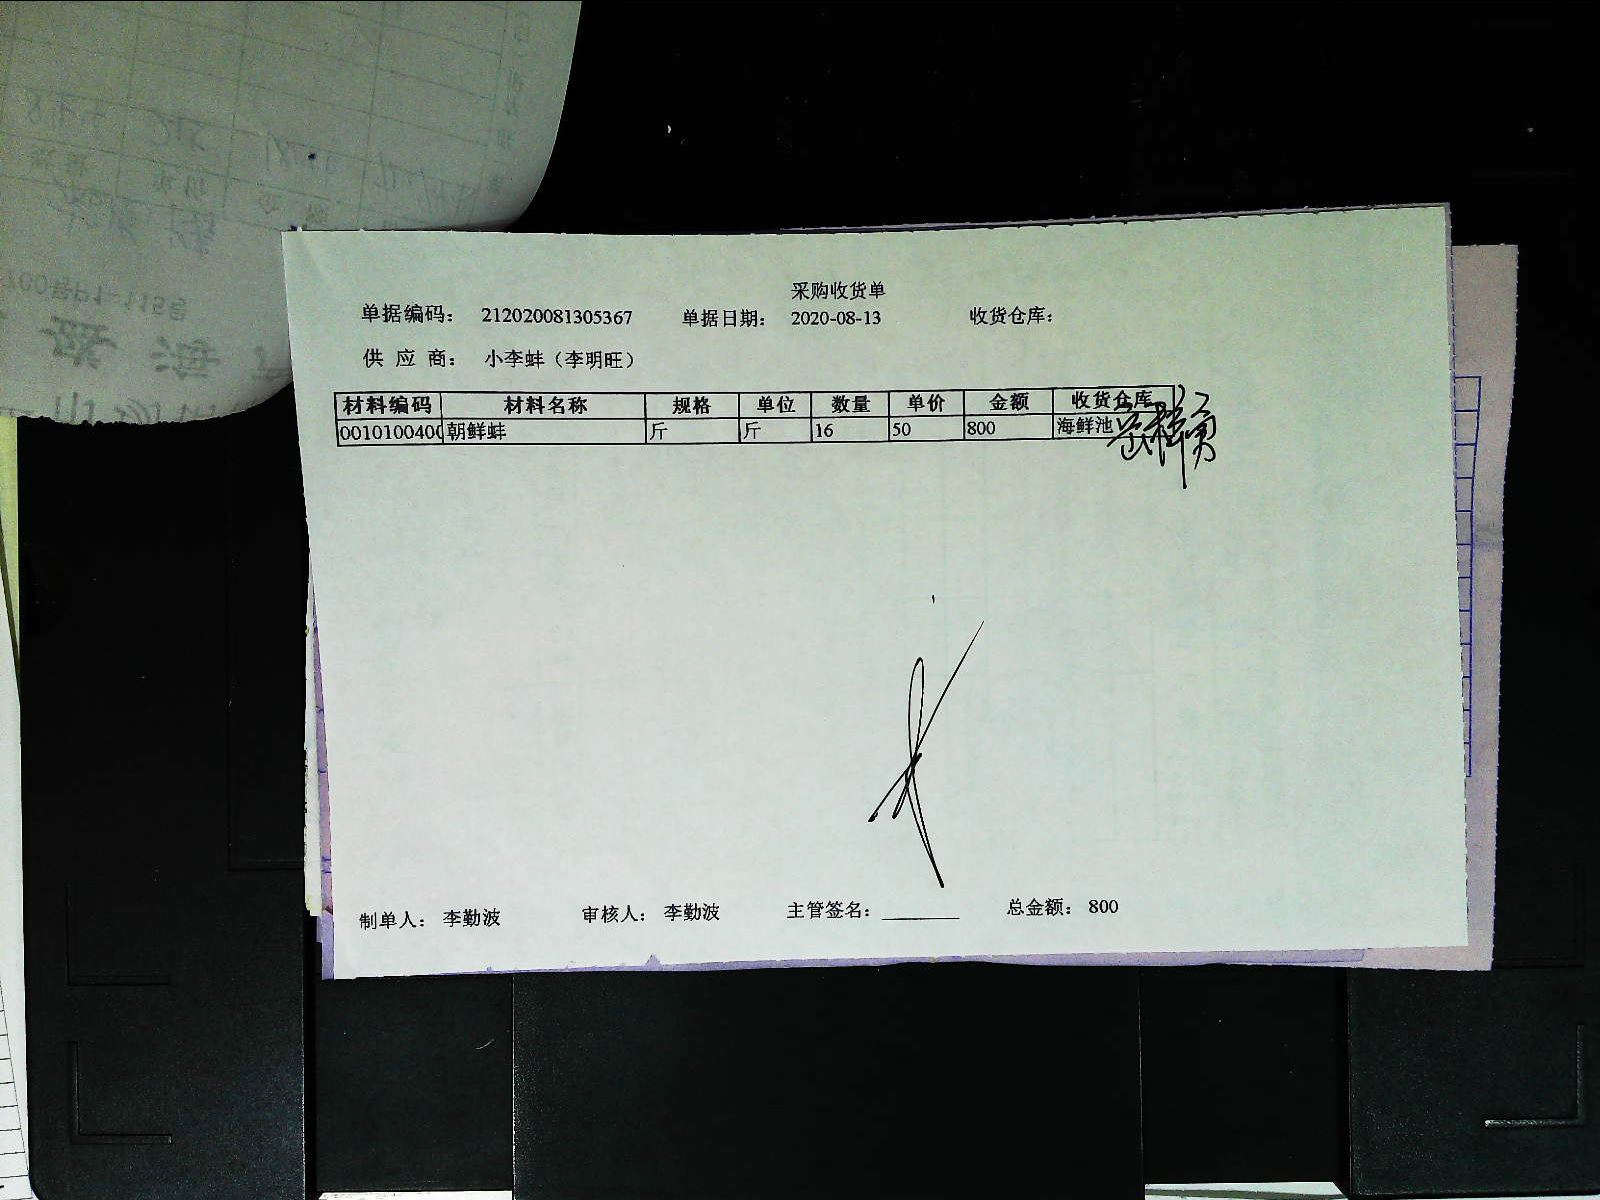 采购收货单
单据编码： 212020081305367 单据日期： 2020-08-13 收货仓库：
供 应 商： 小李蚌（李明旺）
材料编码 材料名称 规格 单位 数量 单价 金额 收货仓库
0010100400 朝鲜蚌 斤 斤 16 50 800 海鲜池
制单人： 李勤波 审核人： 李勤波 主管签名： 总金额： 800